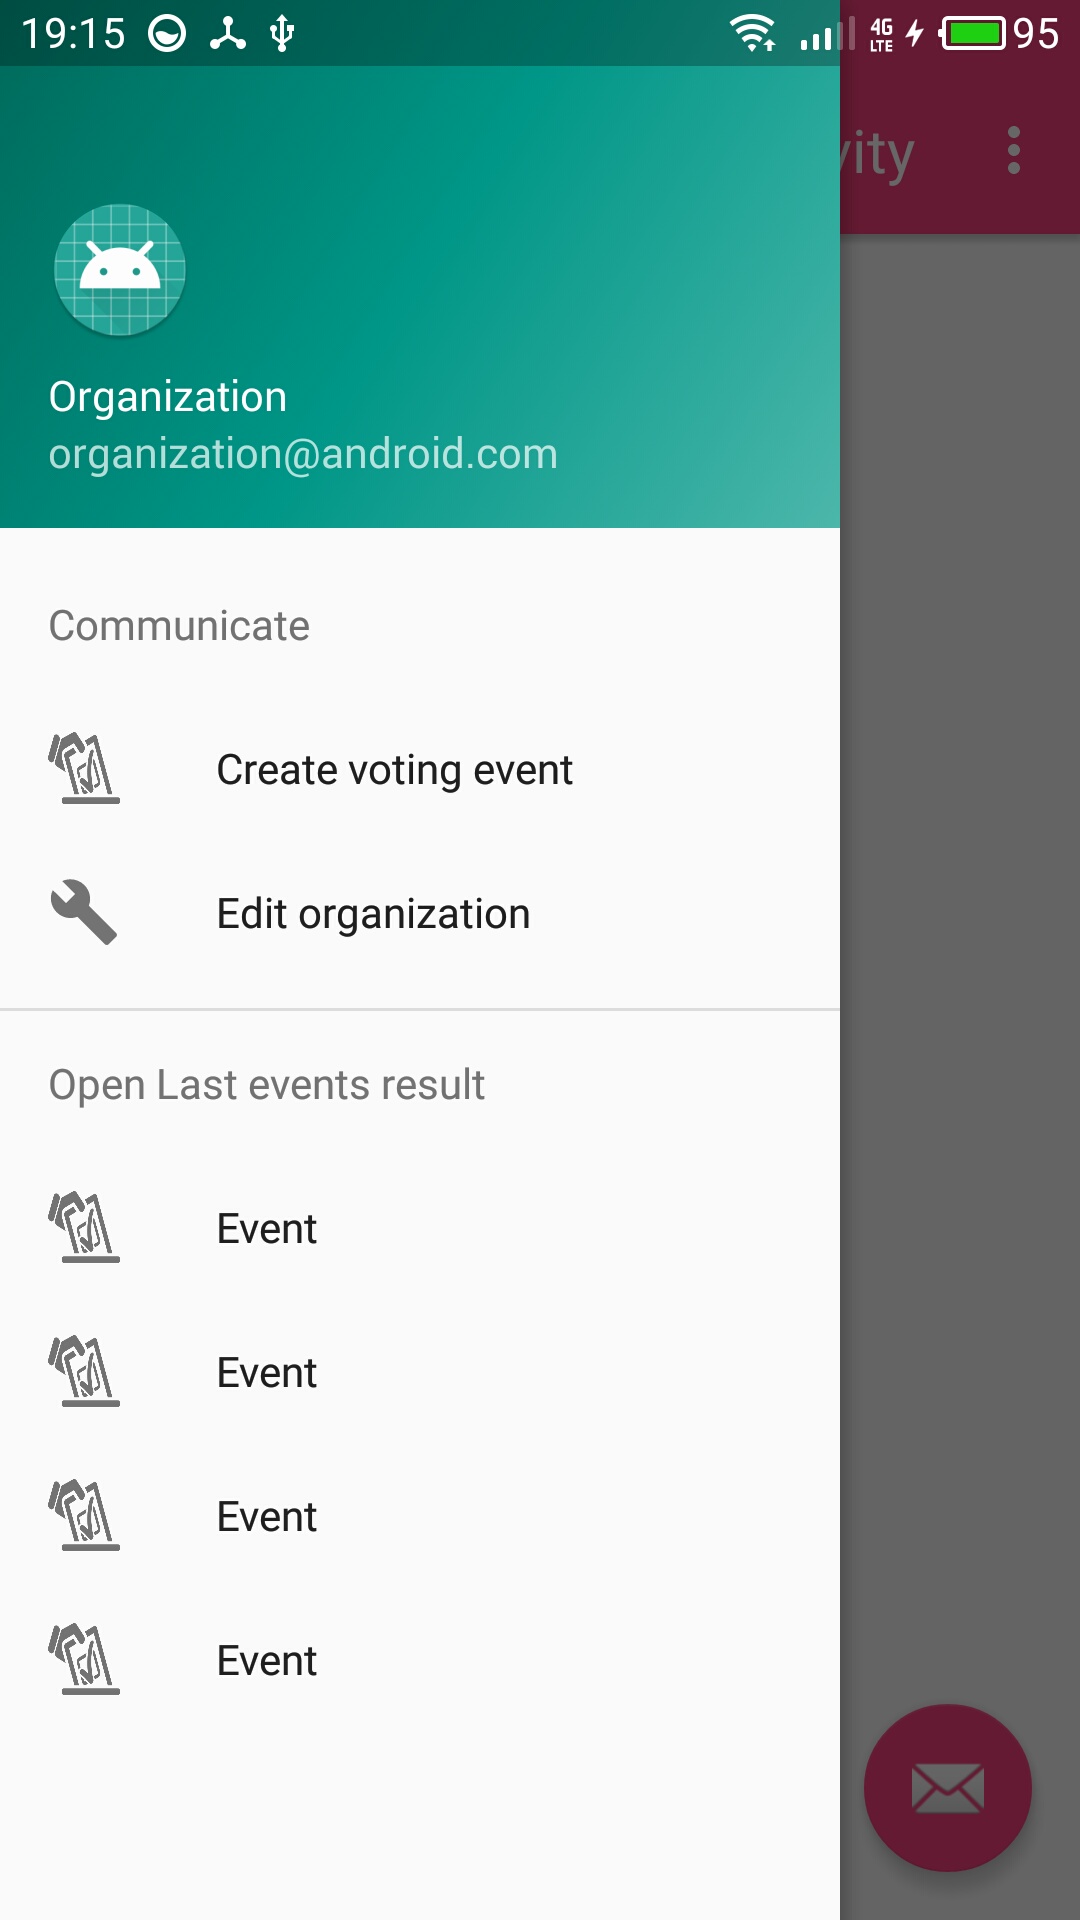 19:15 4G LTE 95
vity
Organization
organization@android.com
Communicate
Create voting event
Edit organization
Open Last events result
Event
Event
Event
Event